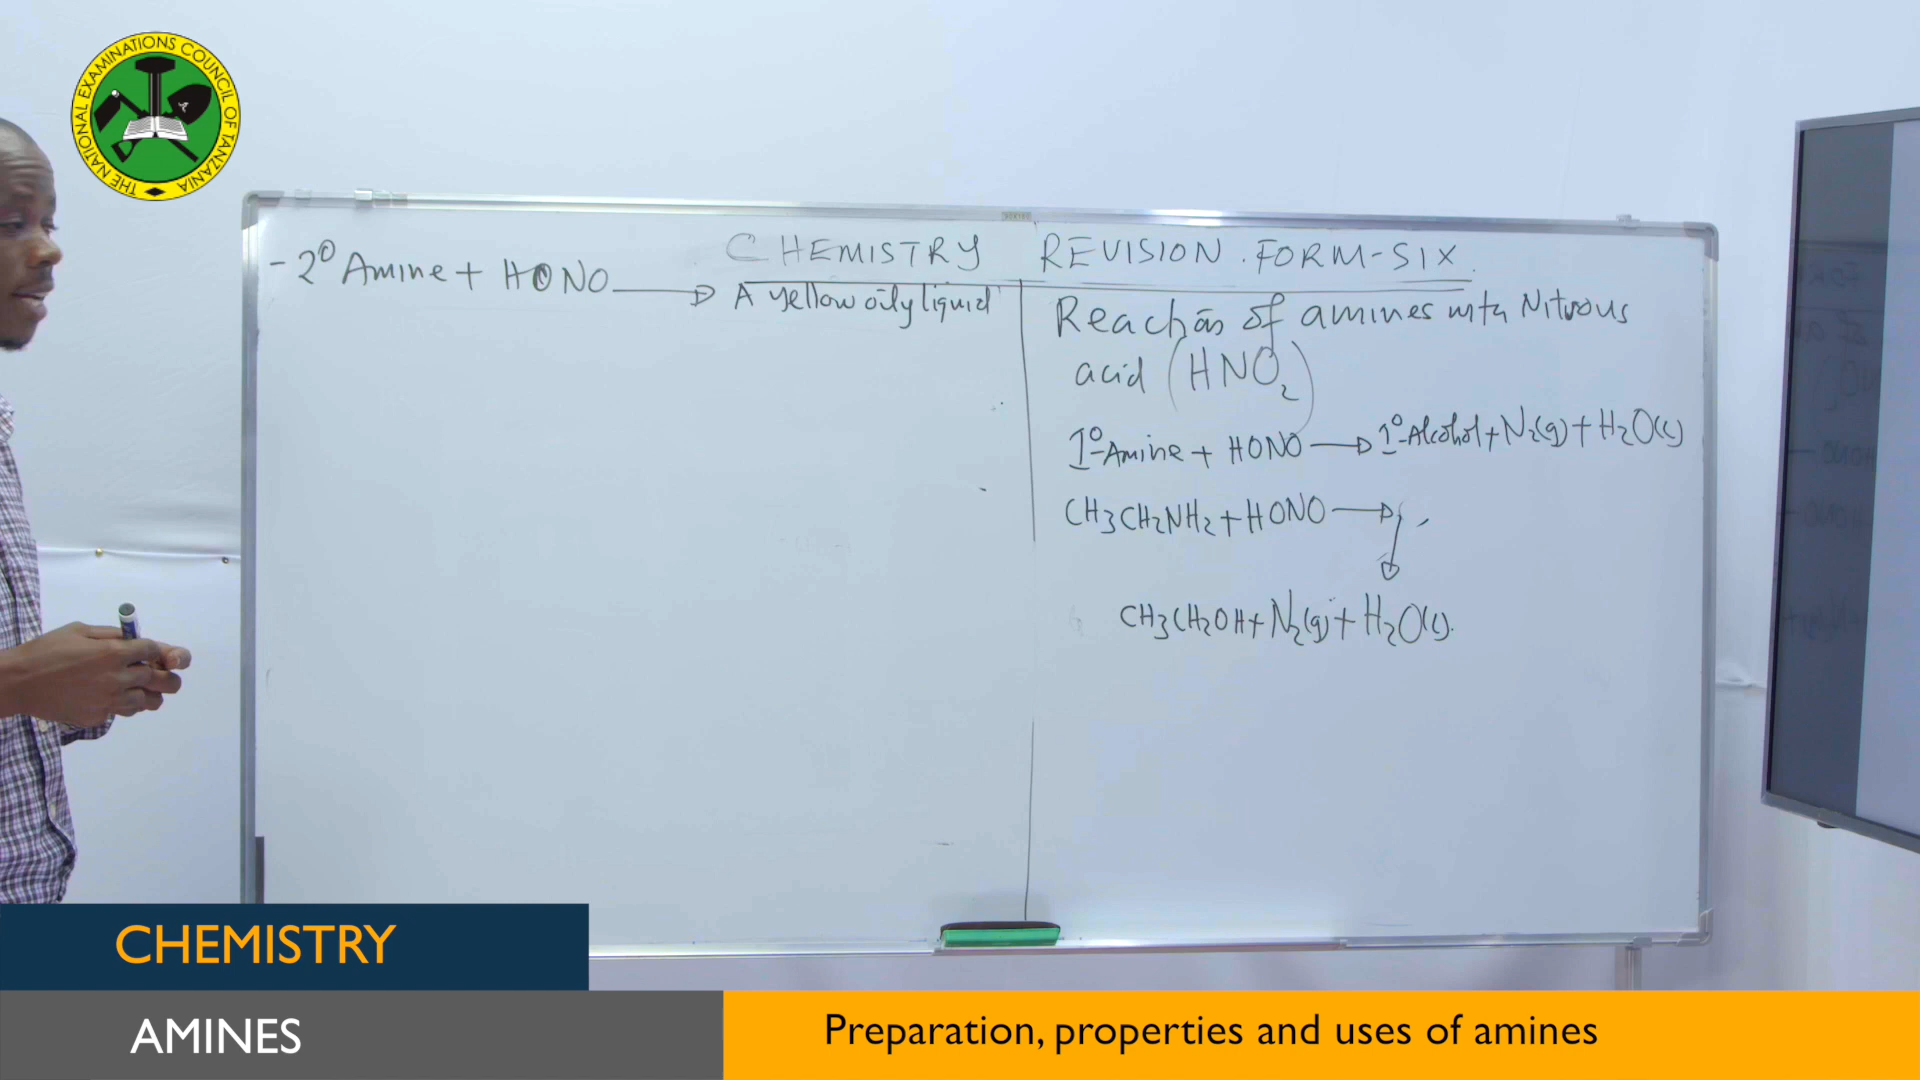 THE NATIONAL EXAMINATIONS COUNCIL OF TANZANIA
CHEMISTRY REVISION. FORM-SIX.
- 2⁰ Amine + HONO → A yellow oily liquid
Reaction of amines with Nitrous
acid (HNO₂)
1⁰-Amine + HONO → 1⁰-Alcohol + N₂(g) + H₂O(l)
CH₃CH₂NH₂ + HONO →
CH₃CH₂OH + N₂(g) + H₂O(l).
CHEMISTRY
AMINES
Preparation, properties and uses of amines